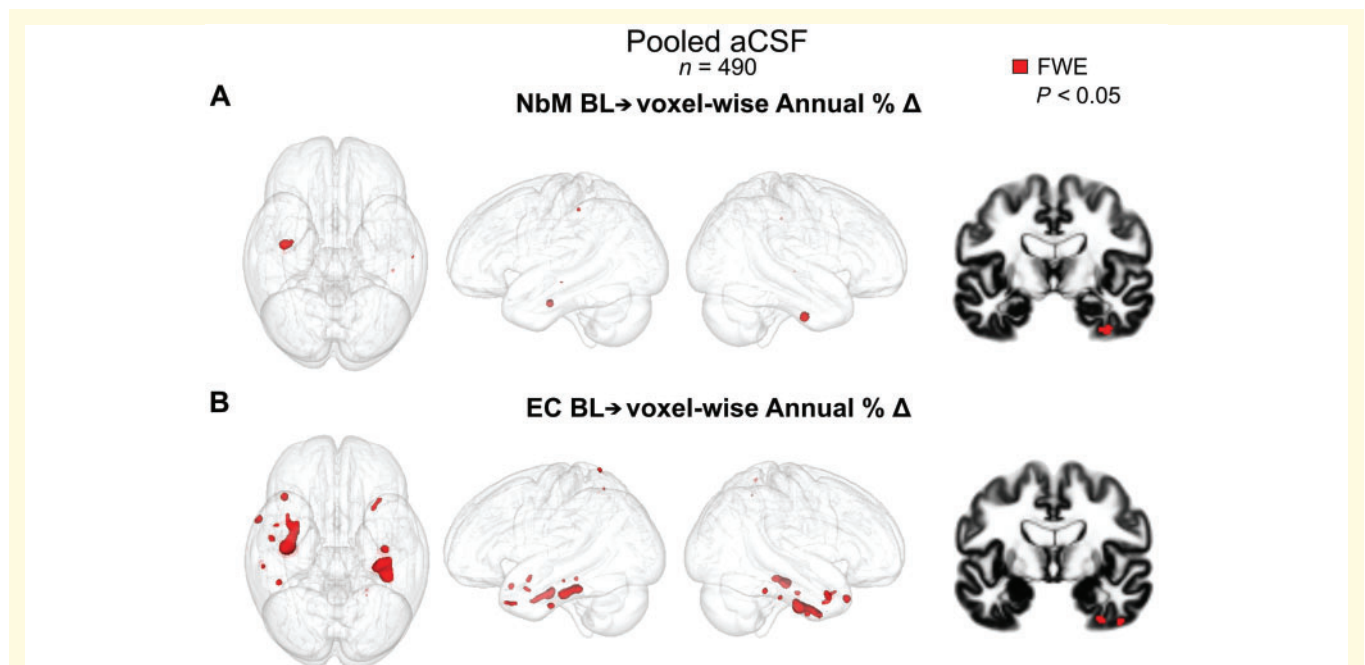 Pooled aCSF
n = 490
FWE
P < 0.05
A
NbM BL→ voxel-wise Annual % Δ
B
EC BL→ voxel-wise Annual % Δ